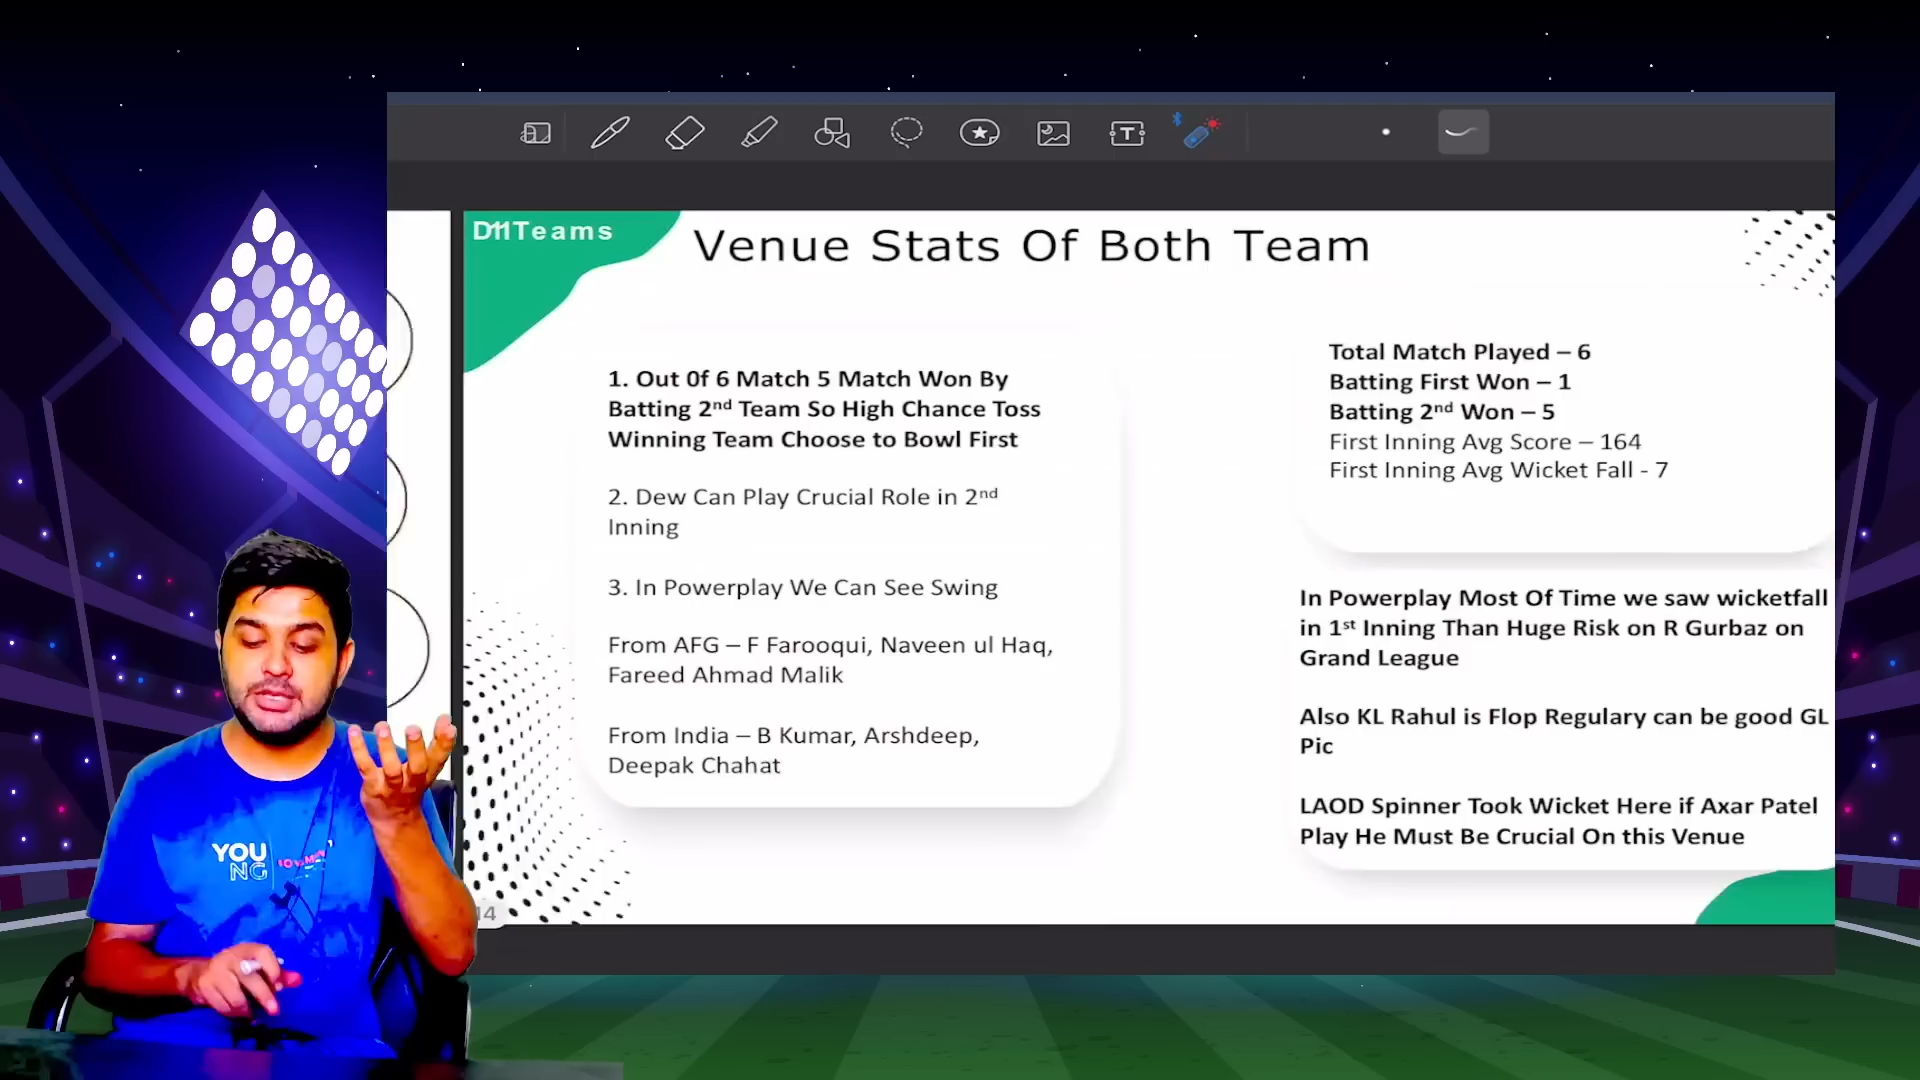 D11Teams
Venue Stats Of Both Team
1. Out 0f 6 Match 5 Match Won By
Batting 2nd Team So High Chance Toss
Winning Team Choose to Bowl First
2. Dew Can Play Crucial Role in 2nd
Inning
3. In Powerplay We Can See Swing
From AFG – F Farooqui, Naveen ul Haq,
Fareed Ahmad Malik
From India – B Kumar, Arshdeep,
Deepak Chahat
Total Match Played – 6
Batting First Won – 1
Batting 2nd Won – 5
First Inning Avg Score – 164
First Inning Avg Wicket Fall - 7
In Powerplay Most Of Time we saw wicketfall
in 1st Inning Than Huge Risk on R Gurbaz on
Grand League
Also KL Rahul is Flop Regulary can be good GL
Pic
LAOD Spinner Took Wicket Here if Axar Patel
Play He Must Be Crucial On this Venue
YOU
NG
14